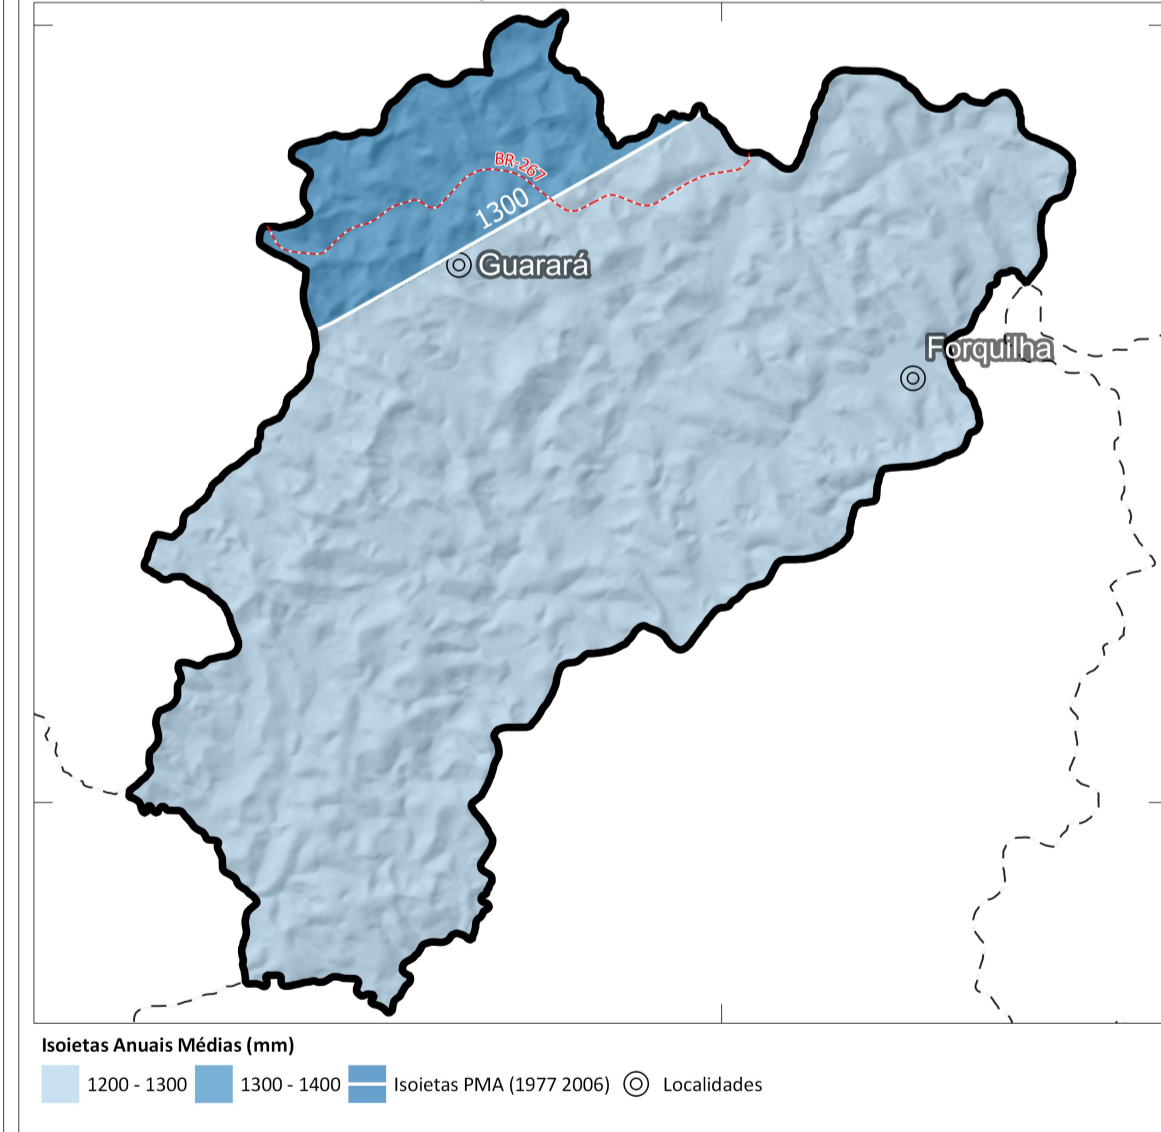 BR-267
1300
Guarará
Forquilha
Isoietas Anuais Médias (mm)
1200 - 1300
1300 - 1400
Isoietas PMA (1977 2006)
Localidades